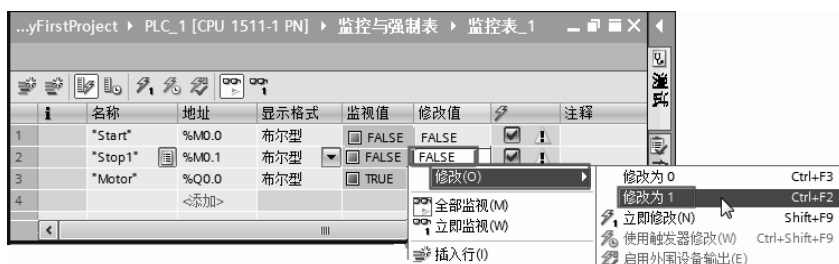 ...yFirstProject ▸ PLC_1 [CPU 1511-1 PN] ▸ 监控与强制表 ▸ 监控表_1
i 名称 地址 显示格式 监视值 修改值 注释
1 "Start" %M0.0 布尔型 FALSE FALSE
2 "Stop1" %M0.1 布尔型 FALSE FALSE
3 "Motor" %Q0.0 布尔型 TRUE
4 <添加>
修改(O)
全部监视(M)
立即监视(W)
插入行(I)
修改为 0 Ctrl+F3
修改为 1 Ctrl+F2
立即修改(N) Shift+F9
使用触发器修改(W) Ctrl+Shift+F9
启用外围设备输出(E)